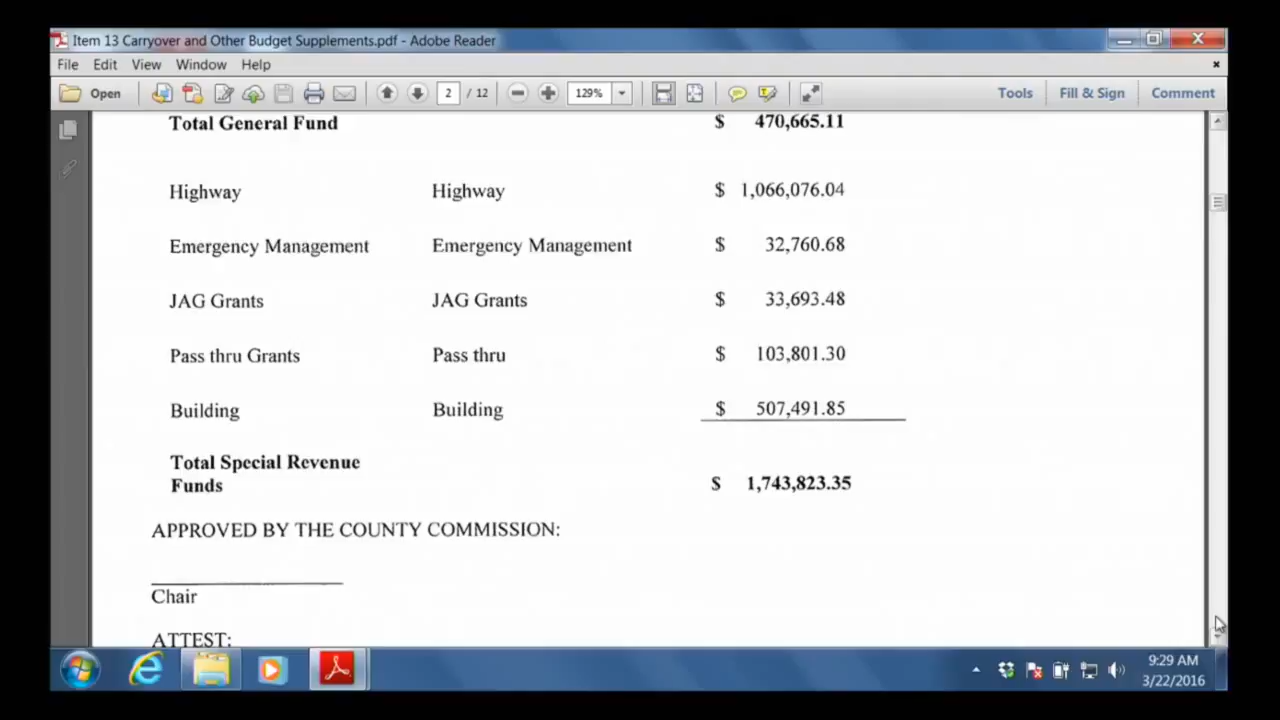 Item 13 Carryover and Other Budget Supplements.pdf - Adobe Reader
File Edit View Window Help
Open 2 / 12 129% Tools Fill & Sign Comment
Total General Fund $ 470,665.11
Highway Highway $ 1,066,076.04
Emergency Management Emergency Management $ 32,760.68
JAG Grants JAG Grants $ 33,693.48
Pass thru Grants Pass thru $ 103,801.30
Building Building $ 507,491.85
Total Special Revenue
Funds $ 1,743,823.35
APPROVED BY THE COUNTY COMMISSION:
Chair
ATTEST:
9:29 AM
3/22/2016